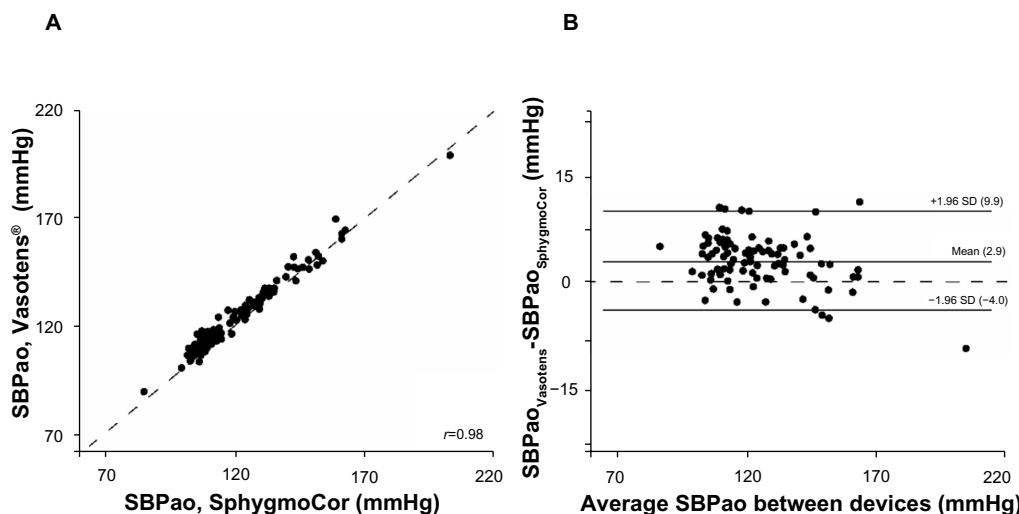 A
220
170
120
70
SBPao, Vasotens® (mmHg)
r=0.98
70
120
170
220
SBPao, SphygmoCor (mmHg)
B
15
0
−15
SBPaoVasotens-SBPaoSphygmoCor (mmHg)
+1.96 SD (9.9)
Mean (2.9)
−1.96 SD (−4.0)
70
120
170
220
Average SBPao between devices (mmHg)